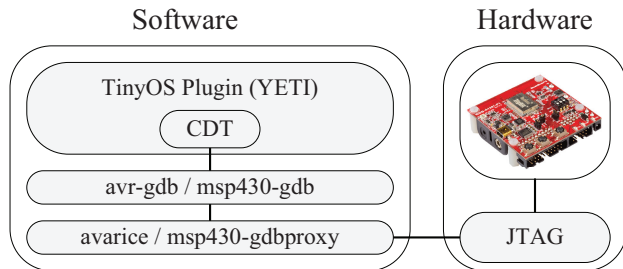 Software
Hardware
TinyOS Plugin (YETI)
CDT
avr-gdb / msp430-gdb
avarice / msp430-gdbproxy
JTAG